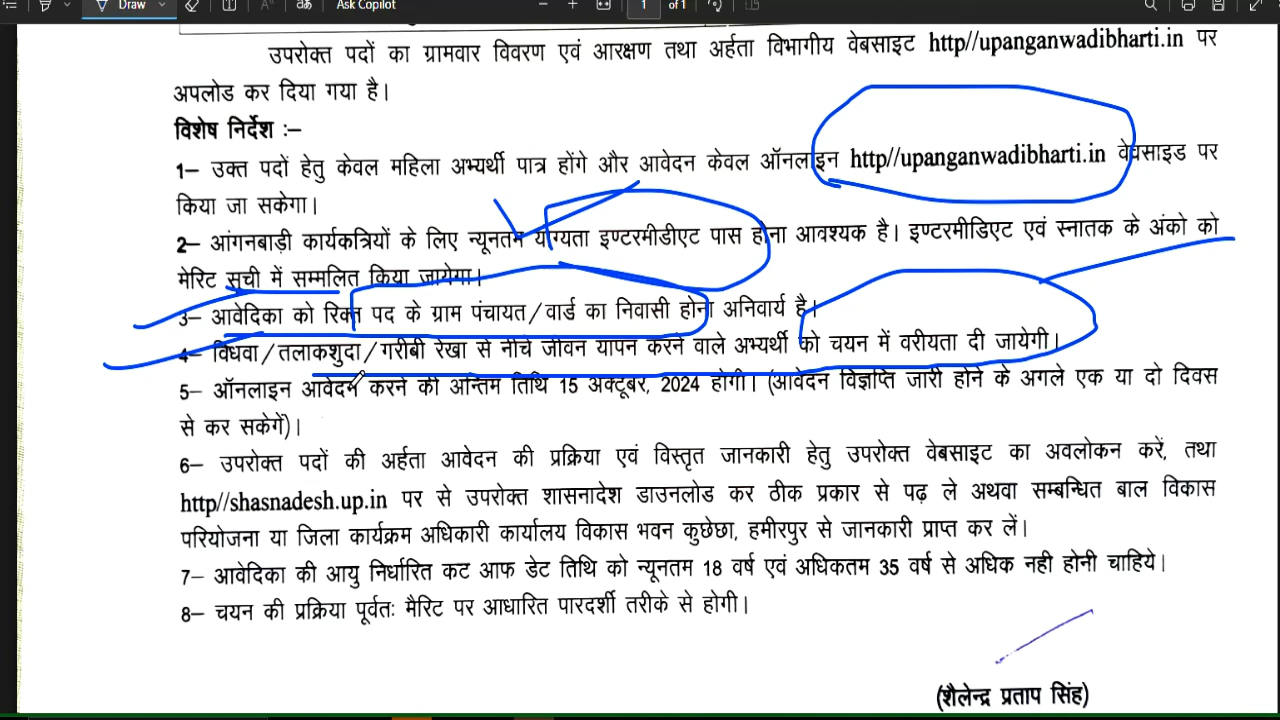 Draw
Ask Copilot
1 of 1
उपरोक्त पदों का ग्रामवार विवरण एवं आरक्षण तथा अर्हता विभागीय वेबसाइट http//upanganwadibharti.in पर
अपलोड कर दिया गया है।
विशेष निर्देश :–
1– उक्त पदों हेतु केवल महिला अभ्यर्थी पात्र होंगे और आवेदन केवल ऑनलाइन http//upanganwadibharti.in वेवसाइड पर
किया जा सकेगा।
2– आंगनबाड़ी कार्यकत्रियों के लिए न्यूनतम योग्यता इण्टरमीडीएट पास होना आवश्यक है। इण्टरमीडिएट एवं स्नातक के अंको को
मेरिट सूची में सम्मलित किया जायेगा।
3– आवेदिका को रिक्त पद के ग्राम पंचायत/वार्ड का निवासी होना अनिवार्य है।
4– विधवा/तलाकशुदा/गरीबी रेखा से नीचे जीवन यापन करने वाले अभ्यर्थी को चयन में वरीयता दी जायेगी।
5– ऑनलाइन आवेदन करने की अन्तिम तिथि 15 अक्टूबर, 2024 होगी। (आवेदन विज्ञप्ति जारी होने के अगले एक या दो दिवस
से कर सकेगें)।
6– उपरोक्त पदों की अर्हता आवेदन की प्रक्रिया एवं विस्तृत जानकारी हेतु उपरोक्त वेबसाइट का अवलोकन करें, तथा
http//shasnadesh.up.in पर से उपरोक्त शासनादेश डाउनलोड कर ठीक प्रकार से पढ़ ले अथवा सम्बन्धित बाल विकास
परियोजना या जिला कार्यक्रम अधिकारी कार्यालय विकास भवन कुछेछा, हमीरपुर से जानकारी प्राप्त कर लें।
7– आवेदिका की आयु निर्धारित कट आफ डेट तिथि को न्यूनतम 18 वर्ष एवं अधिकतम 35 वर्ष से अधिक नही होनी चाहिये।
8– चयन की प्रक्रिया पूर्वतः मैरिट पर आधारित पारदर्शी तरीके से होगी।
(शैलेन्द्र प्रताप सिंह)